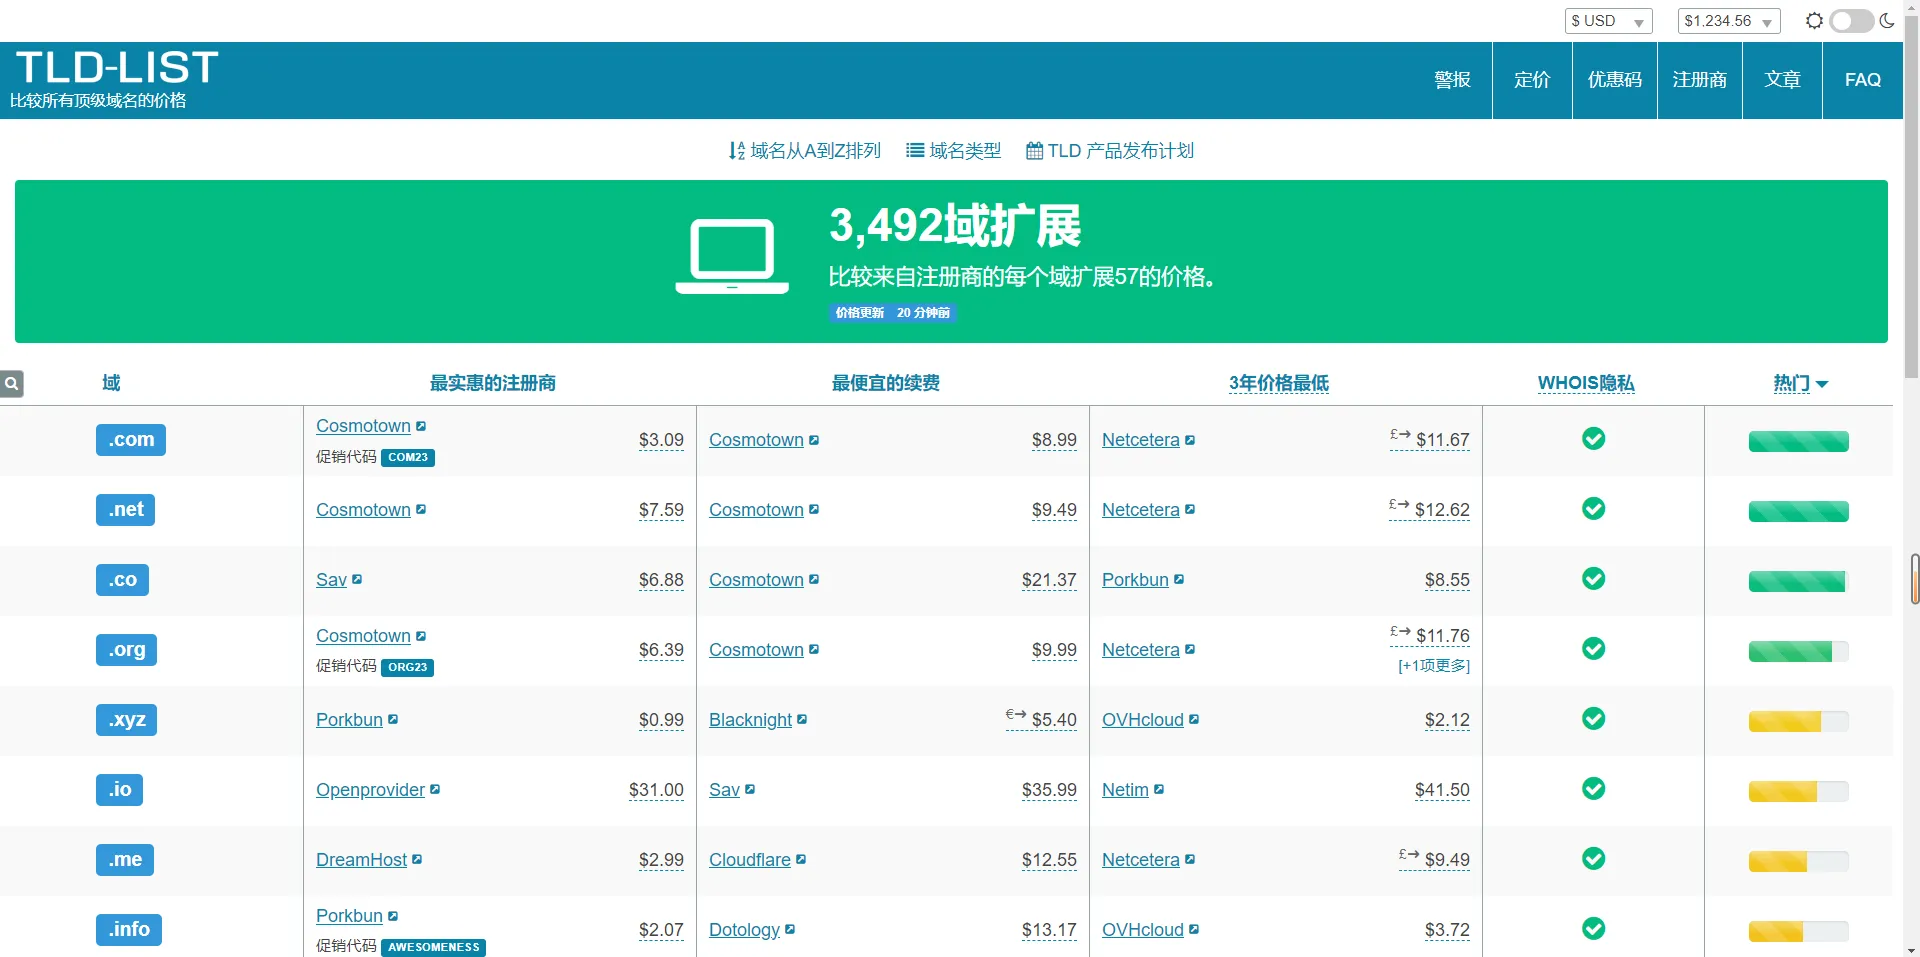 $ USD $1,234.56
TLD-LIST
比较所有顶级域名的价格
警报 定价 优惠码 注册商 文章 FAQ
域名从A到Z排列 域名类型 TLD 产品发布计划
3,492域扩展
比较来自注册商的每个域扩展57的价格。
价格更新 20 分钟前
域 最实惠的注册商 最便宜的续费 3年价格最低 WHOIS隐私 热门
.com Cosmotown $3.09 Cosmotown $8.99 Netcetera £→ $11.67
促销代码 COM23
.net Cosmotown $7.59 Cosmotown $9.49 Netcetera £→ $12.62
.co Sav $6.88 Cosmotown $21.37 Porkbun $8.55
.org Cosmotown $6.39 Cosmotown $9.99 Netcetera £→ $11.76
促销代码 ORG23 [+1项更多]
.xyz Porkbun $0.99 Blacknight €→ $5.40 OVHcloud $2.12
.io Openprovider $31.00 Sav $35.99 Netim $41.50
.me DreamHost $2.99 Cloudflare $12.55 Netcetera £→ $9.49
.info Porkbun $2.07 Dotology $13.17 OVHcloud $3.72
促销代码 AWESOMENESS